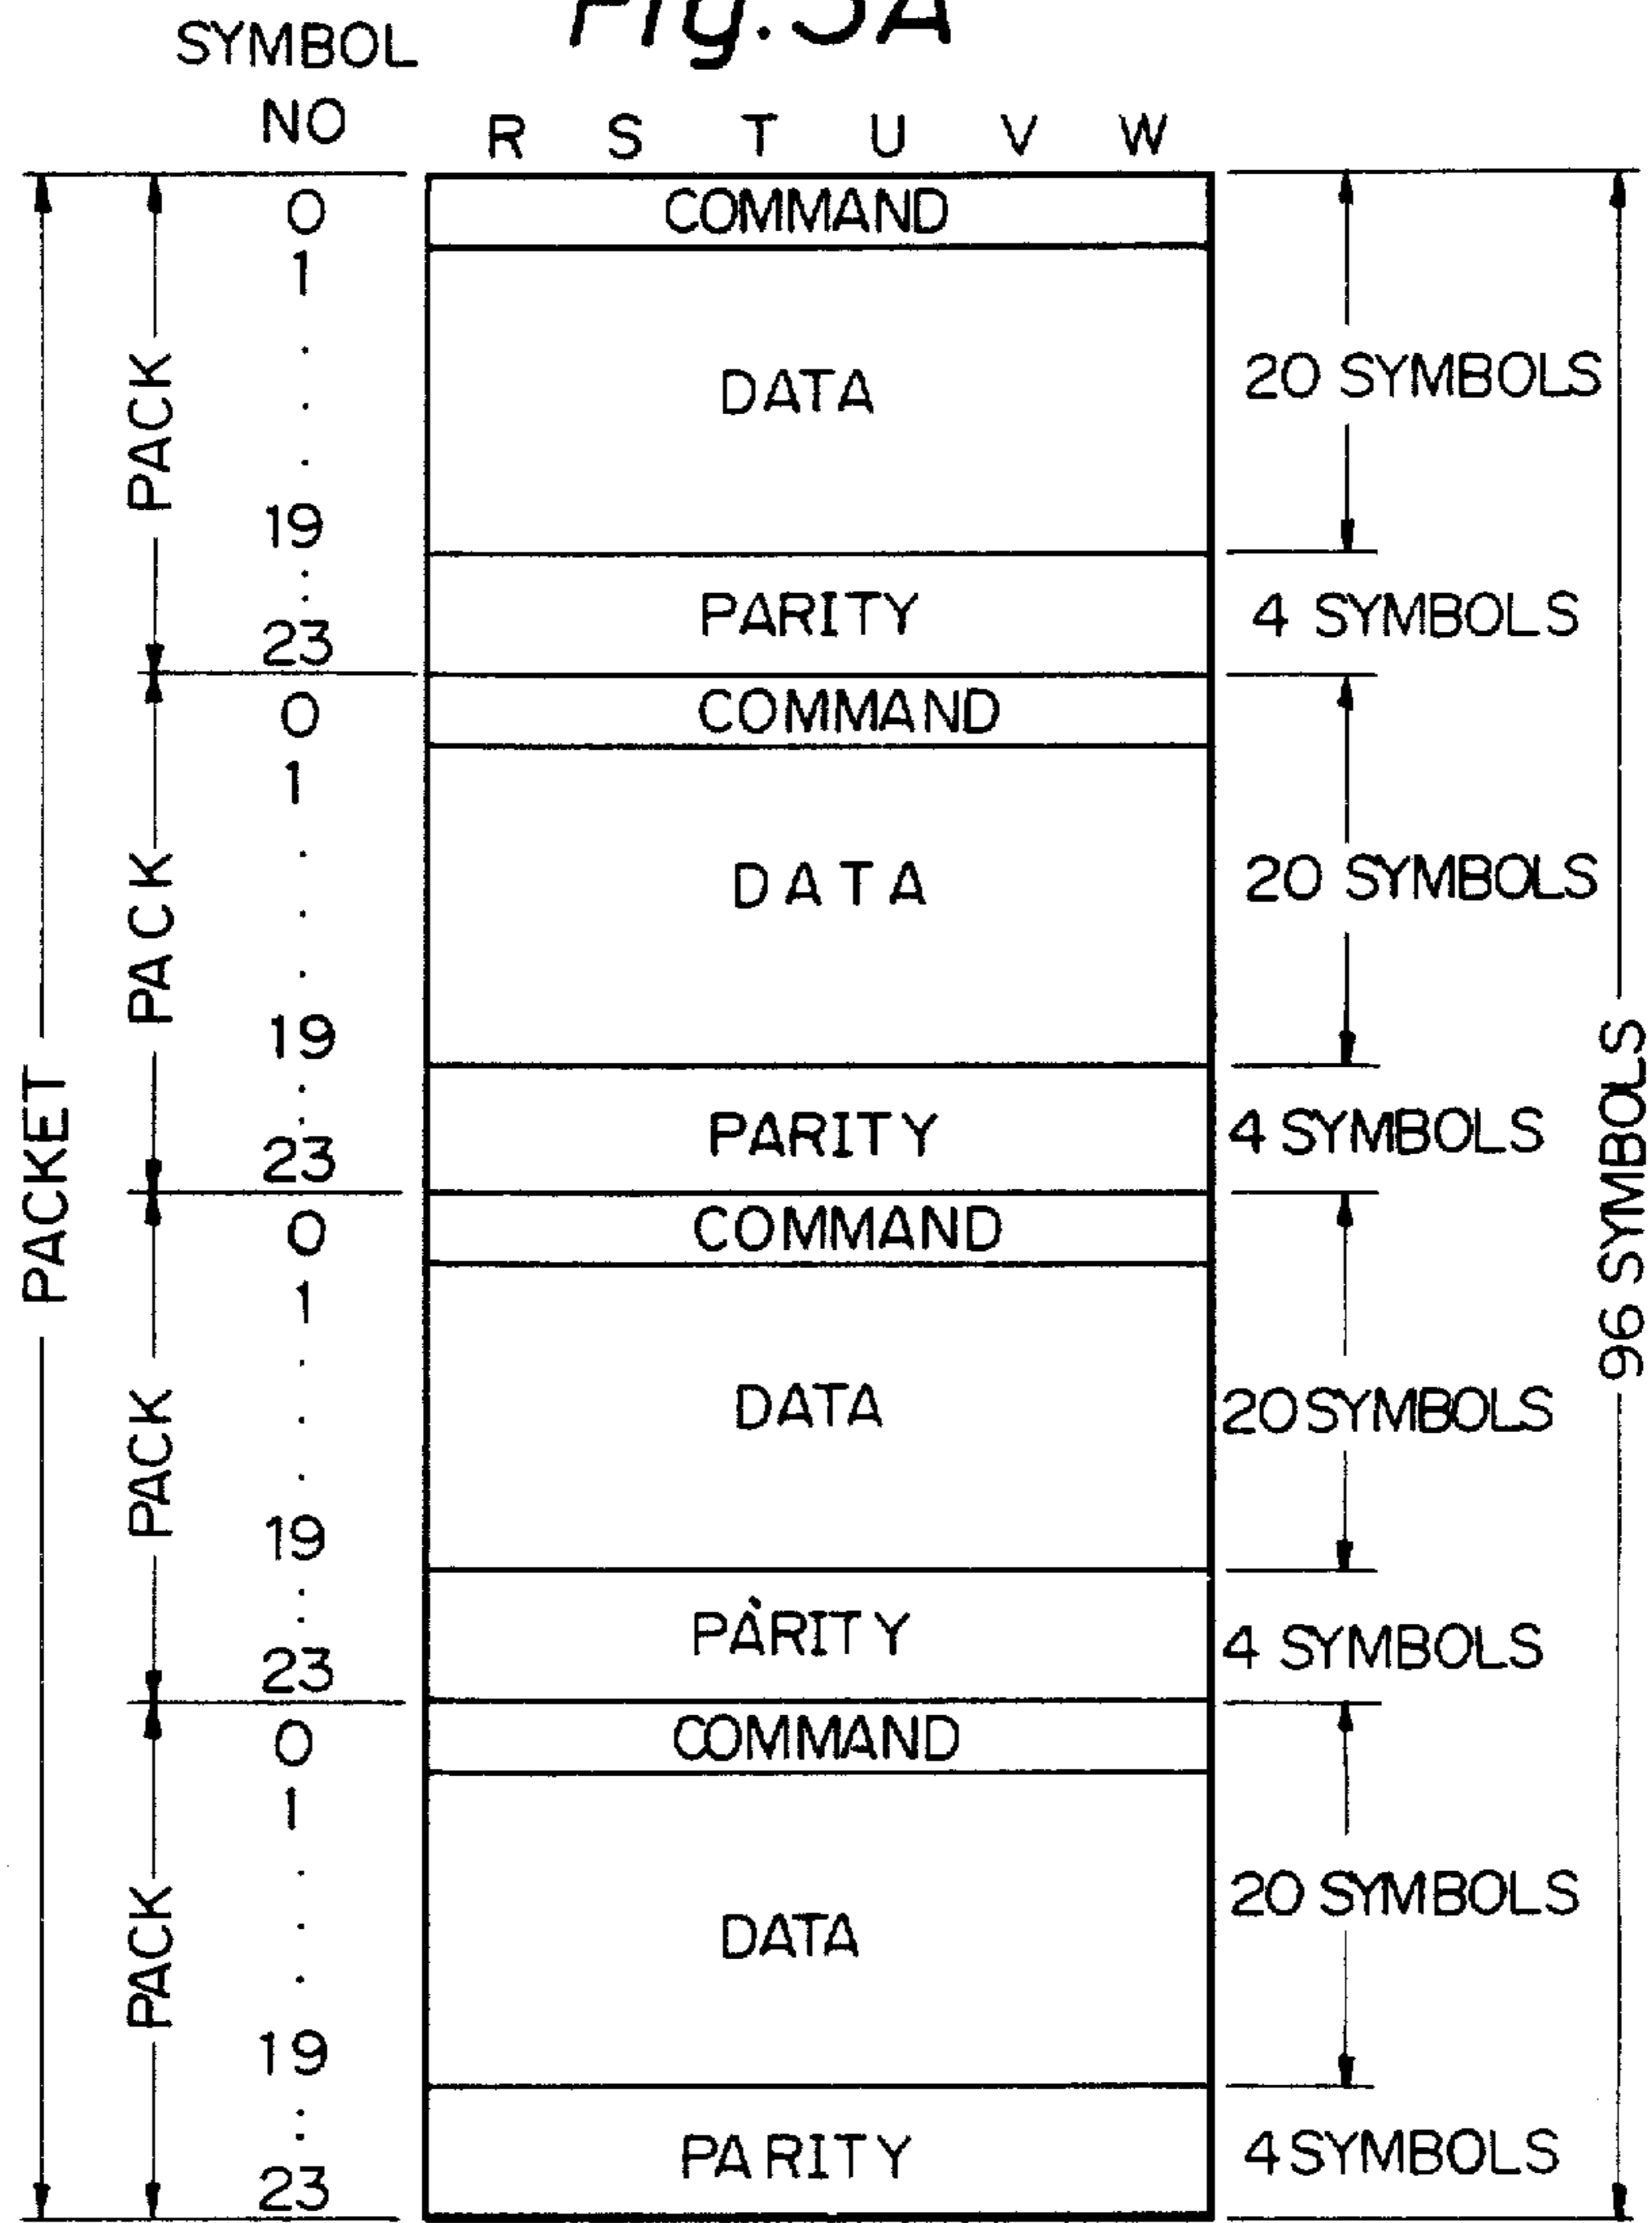 Fig. 3A
SYMBOL
NO
R S T U V W
0
COMMAND
1
DATA
20 SYMBOLS
PACK
19
PARITY
4 SYMBOLS
23
0
COMMAND
1
DATA
20 SYMBOLS
PACK
19
PARITY
4 SYMBOLS
23
PACKET
96 SYMBOLS
0
COMMAND
1
DATA
20 SYMBOLS
PACK
19
PARITY
4 SYMBOLS
23
0
COMMAND
1
DATA
20 SYMBOLS
PACK
19
PARITY
4 SYMBOLS
23